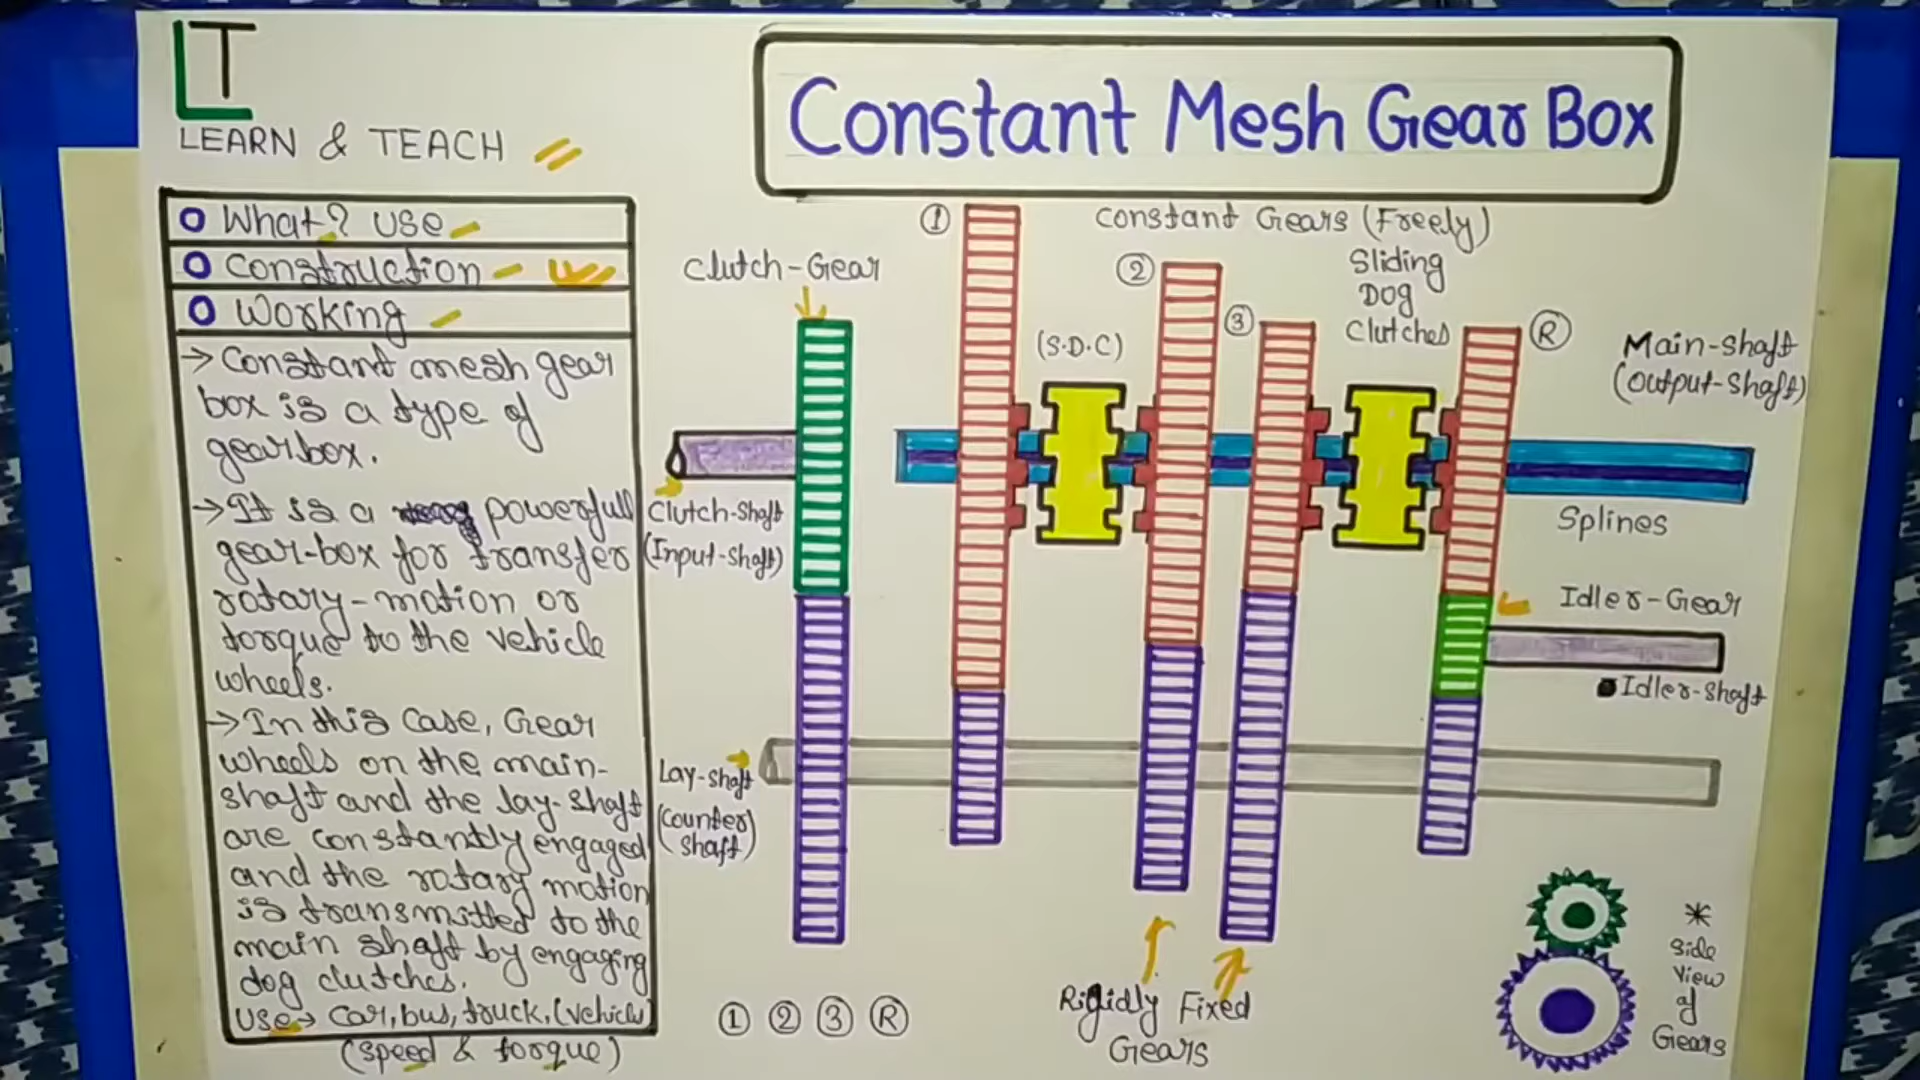 LT
LEARN & TEACH
Constant Mesh Gear Box
What? use
Construction
Working
→ Constant mesh gear
box is a type of
gearbox.
→ It is a powerfull
gear-box for transfer
rotary-motion or
torque to the vehicle
wheels.
→ In this case, Gear
wheels on the main-
shaft and the lay-shaft
are constantly engaged
and the rotary motion
is transmitted to the
main shaft by engaging
dog clutches.
Use → Car, bus, truck, (vehicle)
(speed & torque)
Clutch-Gear
1
Constant Gears (Freely)
2
Sliding
Dog
Clutches
3
(S.D.C)
R
Main-shaft
(Output-shaft)
Clutch-shaft
(Input-shaft)
Splines
Idler-Gear
Idler-shaft
Lay-shaft
(Counter
shaft)
Rigidly Fixed
Gears
1 2 3 R
*
Side
View
of
Gears